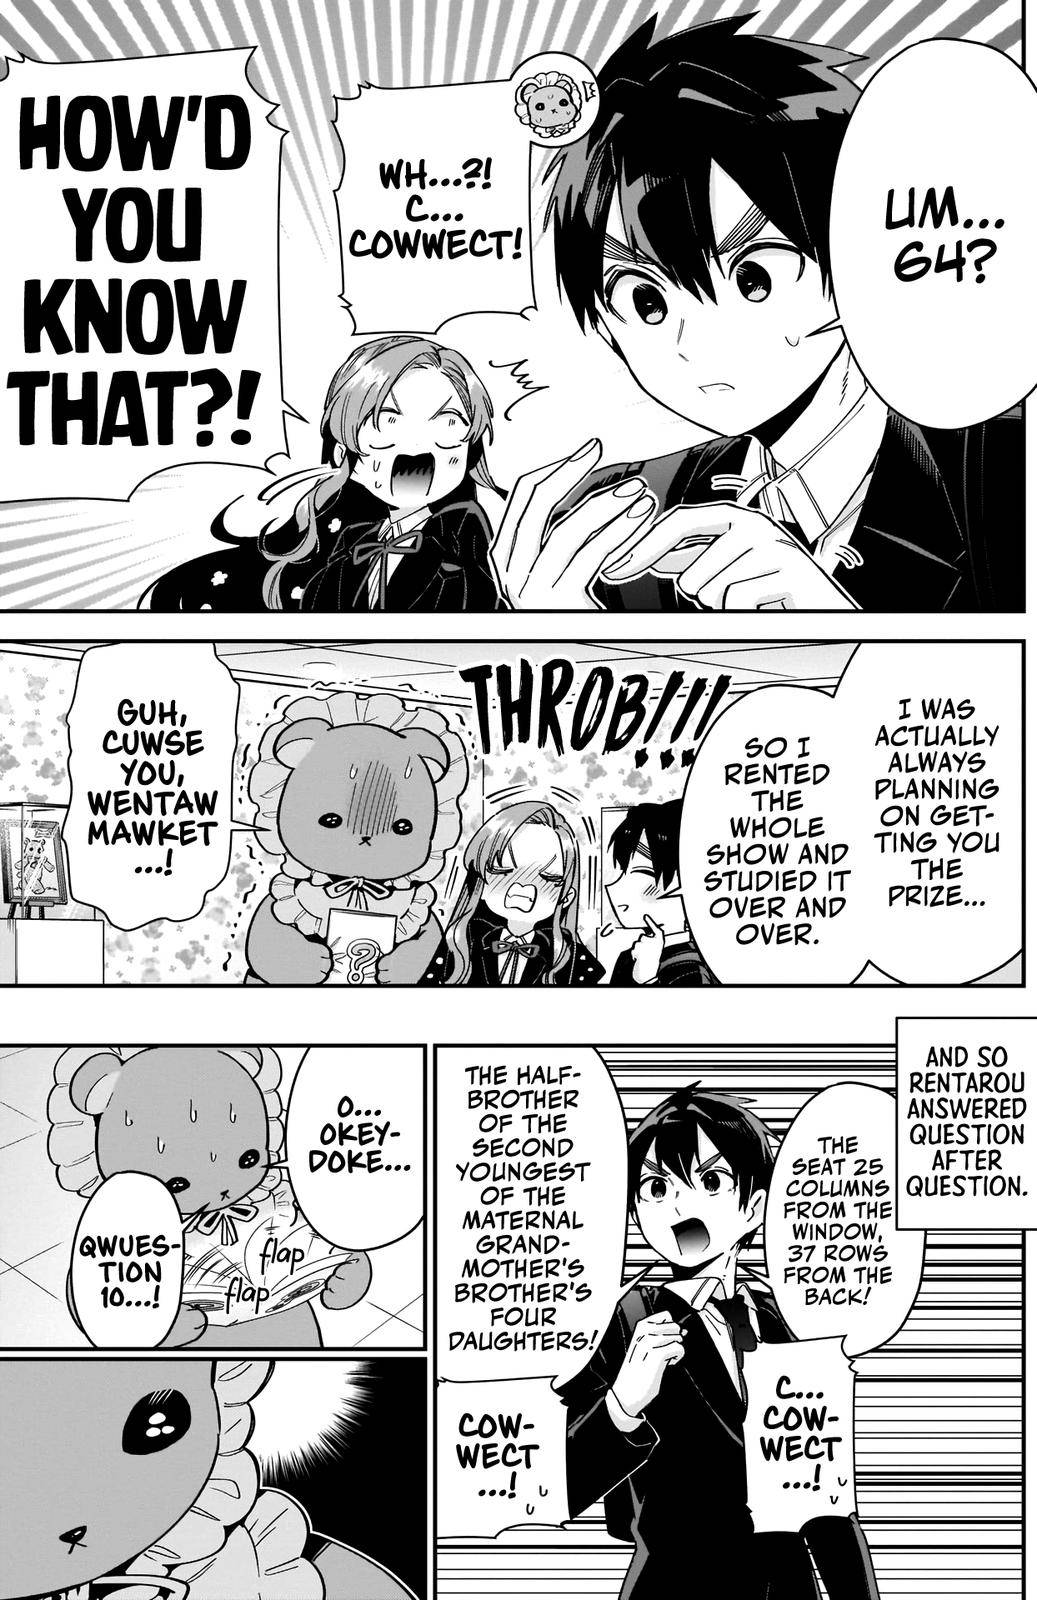 UM...
64?
WH...?!
C...
COWWECT!
HOW'D
YOU
KNOW
THAT?!
I WAS
ACTUALLY
ALWAYS
PLANNING
ON GET-
TING YOU
THE
PRIZE...
SO I
RENTED
THE
WHOLE
SHOW AND
STUDIED IT
OVER AND
OVER.
THROB!!!
?
GUH,
CUWSE
YOU,
WENTAW
MAWKET
...!
AND SO
RENTAROU
ANSWERED
QUESTION
AFTER
QUESTION.
THE
SEAT 25
COLUMNS
FROM THE
WINDOW,
37 ROWS
FROM THE
BACK!
C...
COW-
WECT
...!
THE HALF-
BROTHER
OF THE
SECOND
YOUNGEST
OF THE
MATERNAL
GRAND-
MOTHER'S
BROTHER'S
FOUR
DAUGHTERS!
COW-
WECT
...!
O...
OKEY-
DOKE...
flap
flap
QWUES-
TION
10...!